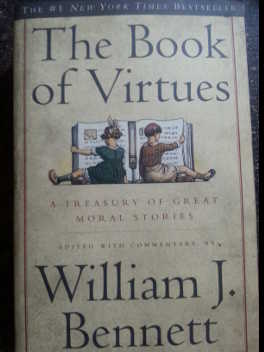 THE #1 NEW YORK TIMES BESTSELLER
The Book
of Virtues
A TREASURY OF GREAT
MORAL STORIES
EDITED WITH COMMENTARY, BY
William J.
Bennett